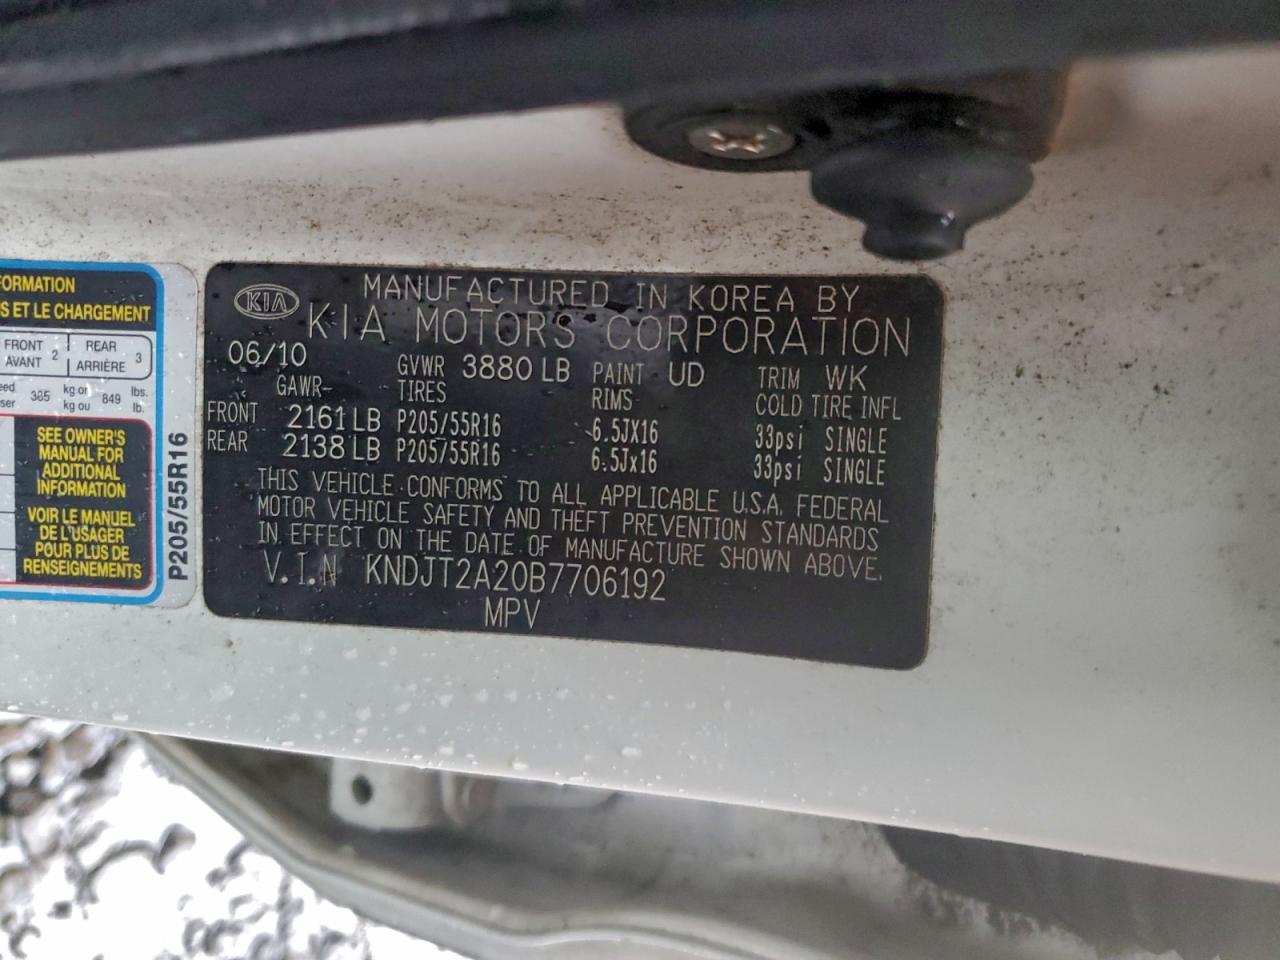 FORMATION
S ET LE CHARGEMENT
FRONT 2 REAR 3
AVANT ARRIÈRE
385 kg or 849 lbs.
kg ou lb.
SEE OWNER'S
MANUAL FOR
ADDITIONAL
INFORMATION
VOIR LE MANUEL
DE L'USAGER
POUR PLUS DE
RENSEIGNEMENTS
P205/55R16
KIA
MANUFACTURED IN KOREA BY
KIA MOTORS CORPORATION
06/10 GVWR 3880 LB PAINT UD TRIM WK
GAWR- TIRES RIMS COLD TIRE INFL
FRONT 2161 LB P205/55R16 6.5JX16 33psi SINGLE
REAR 2138 LB P205/55R16 6.5Jx16 33psi SINGLE
THIS VEHICLE CONFORMS TO ALL APPLICABLE U.S.A. FEDERAL
MOTOR VEHICLE SAFETY AND THEFT PREVENTION STANDARDS
IN EFFECT ON THE DATE OF MANUFACTURE SHOWN ABOVE.
V.I.N KNDJT2A20B7706192
MPV